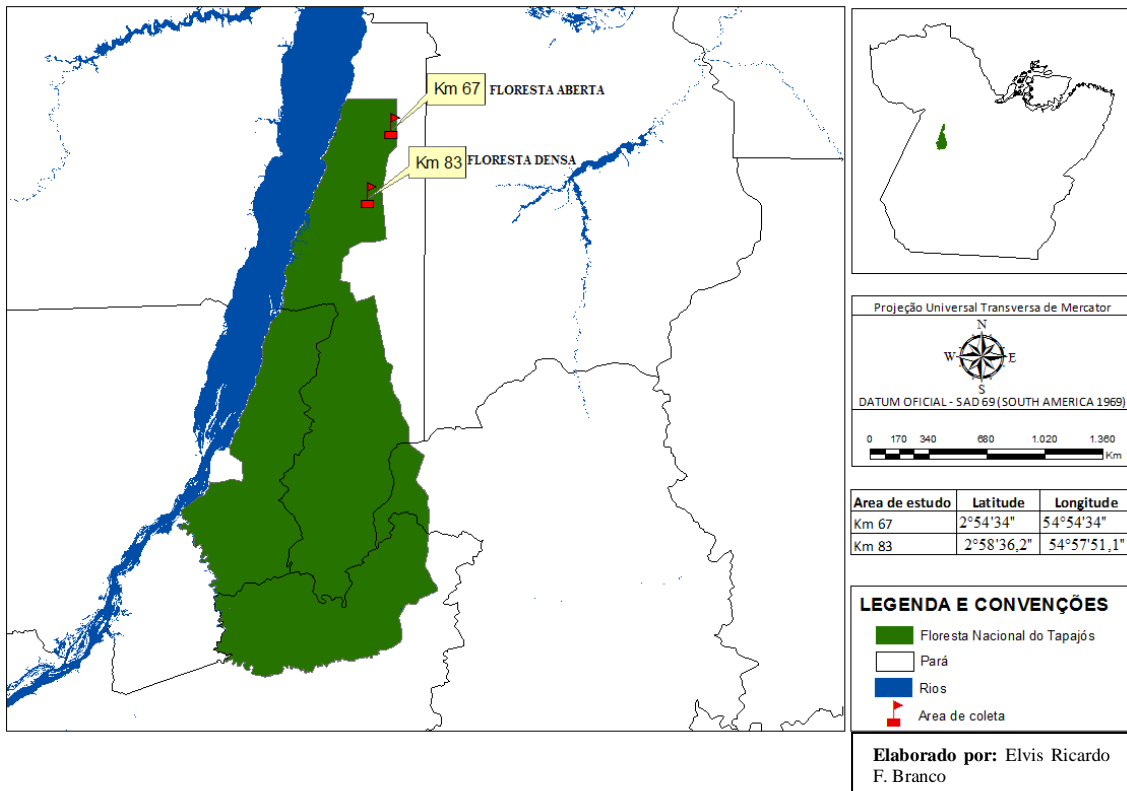 Km 67 FLORESTA ABERTA
Km 83 FLORESTA DENSA
Projeção Universal Transversa de Mercator
N
W E
S
DATUM OFICIAL - SAD 69 (SOUTH AMERICA 1969)
0 170 340 680 1.020 1.360
Km
Area de estudo Latitude Longitude
Km 67 2°54'34" 54°54'34"
Km 83 2°58'36,2" 54°57'51,1"
LEGENDA E CONVENÇÕES
Floresta Nacional do Tapajós
Pará
Rios
Area de coleta
Elaborado por: Elvis Ricardo
F. Branco